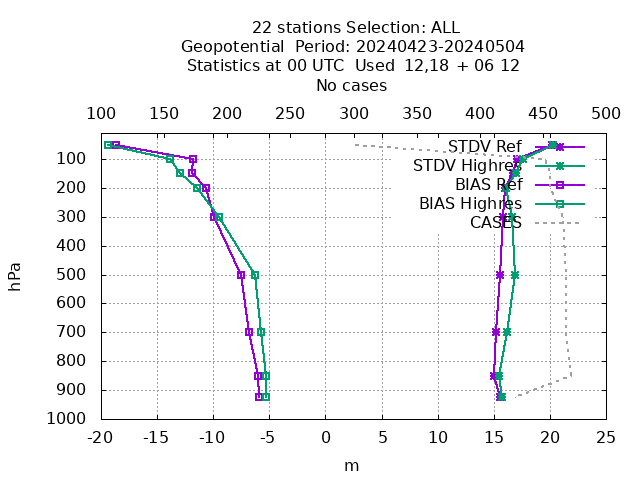 22 stations Selection: ALL
Geopotential  Period: 20240423-20240504
Statistics at 00 UTC  Used  12,18 + 06 12
No cases
100 150 200 250 300 350 400 450 500
STDV Ref
STDV Highres
BIAS Ref
BIAS Highres
CASES
hPa
100
200
300
400
500
600
700
800
900
1000
-20 -15 -10 -5 0 5 10 15 20 25
m